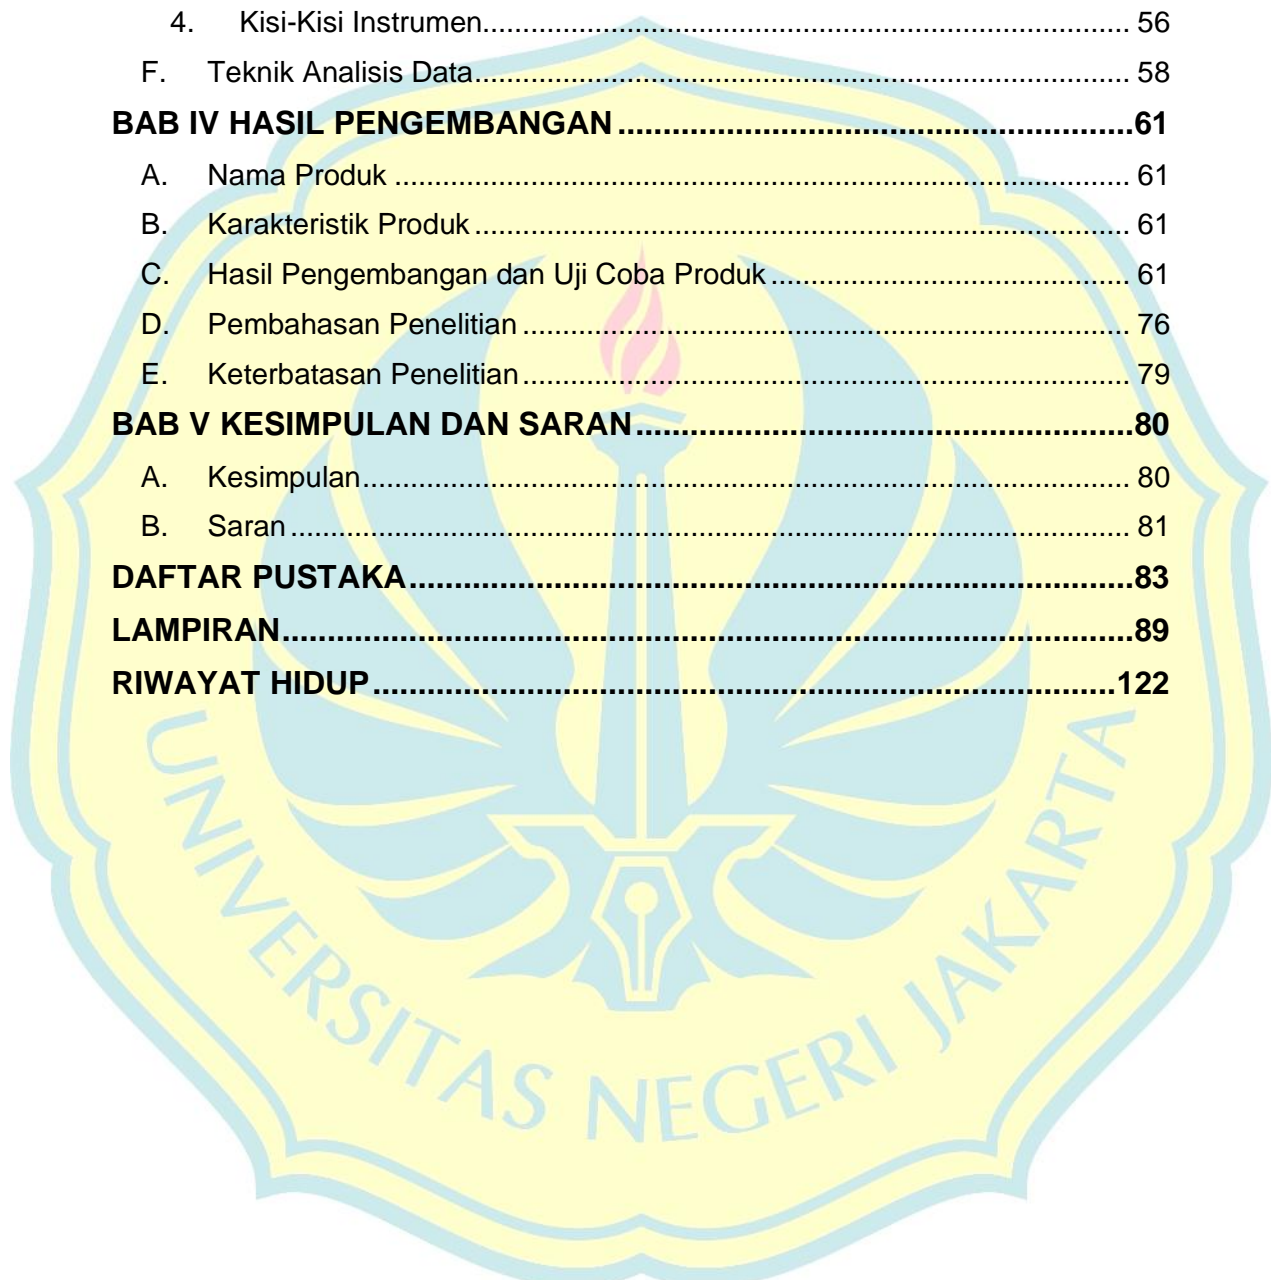 4. Kisi-Kisi Instrumen........................................................................... 56
F. Teknik Analisis Data............................................................................ 58
BAB IV HASIL PENGEMBANGAN .........................................................61
A. Nama Produk ..................................................................................... 61
B. Karakteristik Produk ............................................................................ 61
C. Hasil Pengembangan dan Uji Coba Produk ......................................... 61
D. Pembahasan Penelitian ...................................................................... 76
E. Keterbatasan Penelitian ...................................................................... 79
BAB V KESIMPULAN DAN SARAN .......................................................80
A. Kesimpulan......................................................................................... 80
B. Saran ................................................................................................. 81
DAFTAR PUSTAKA................................................................................83
LAMPIRAN..............................................................................................89
RIWAYAT HIDUP..................................................................................122
UNIVERSITAS NEGERI JAKARTA